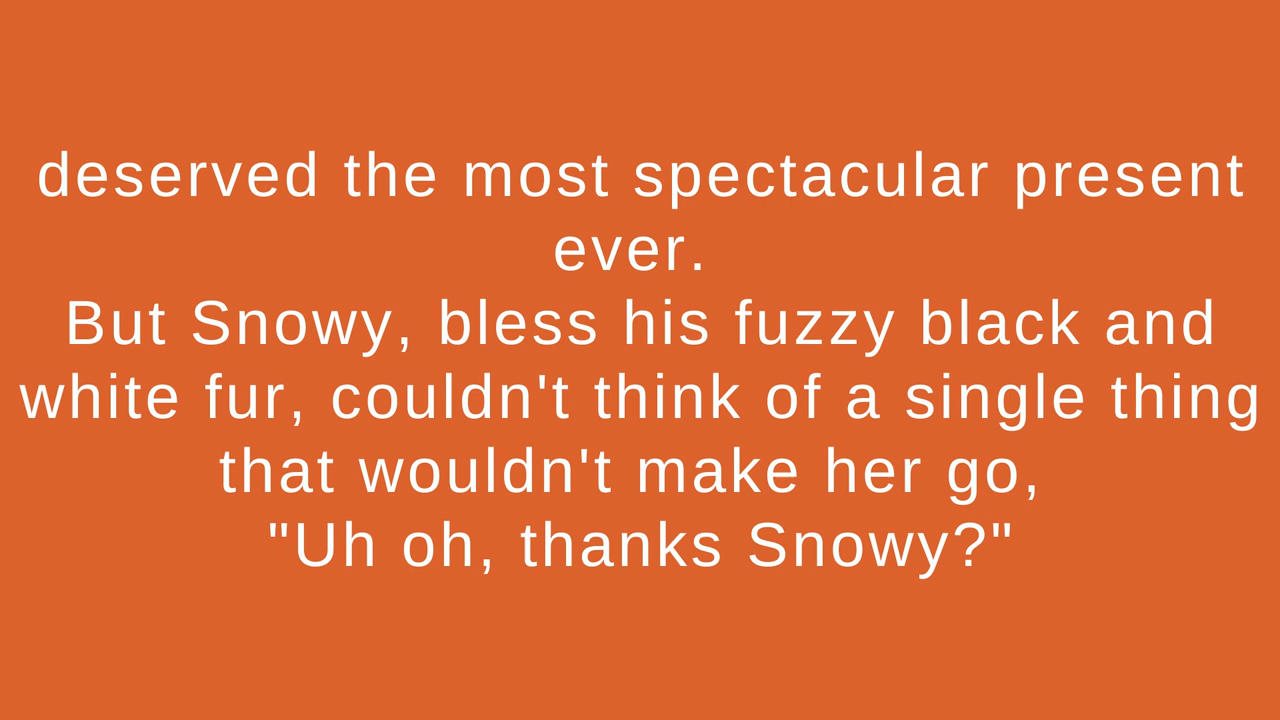 deserved the most spectacular present
ever.
But Snowy, bless his fuzzy black and
white fur, couldn't think of a single thing
that wouldn't make her go,
"Uh oh, thanks Snowy?"